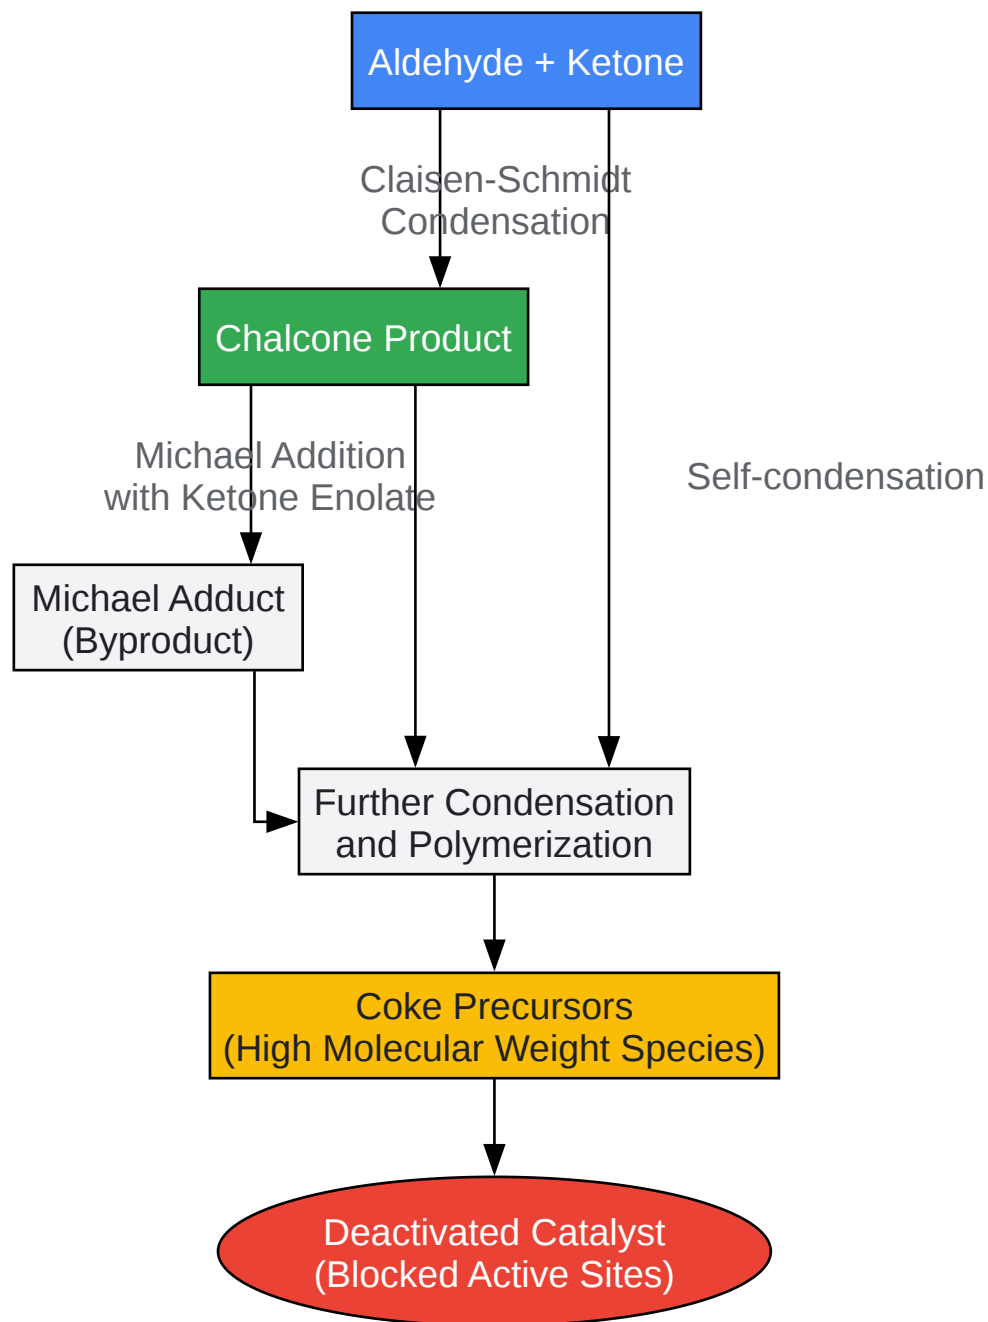 Aldehyde + Ketone
Claisen-Schmidt
Condensation
Chalcone Product
Michael Addition
with Ketone Enolate
Self-condensation
Michael Adduct
(Byproduct)
Further Condensation
and Polymerization
Coke Precursors
(High Molecular Weight Species)
Deactivated Catalyst
(Blocked Active Sites)